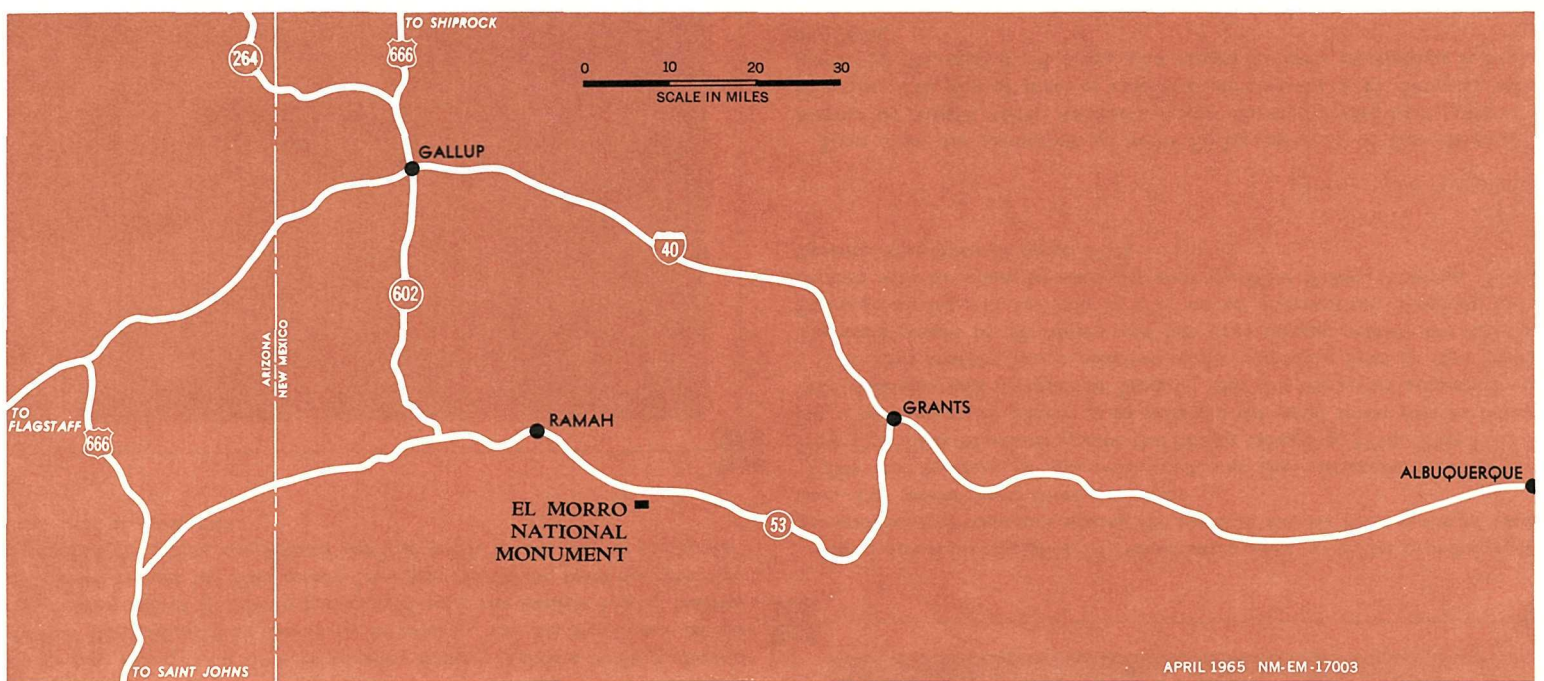 TO SHIPROCK
264
666
0 10 20 30
SCALE IN MILES
GALLUP
40
602
ARIZONA
NEW MEXICO
TO
FLAGSTAFF
666
RAMAH
GRANTS
ALBUQUERQUE
EL MORRO
NATIONAL
MONUMENT
53
TO SAINT JOHNS
APRIL 1965 NM-EM-17003